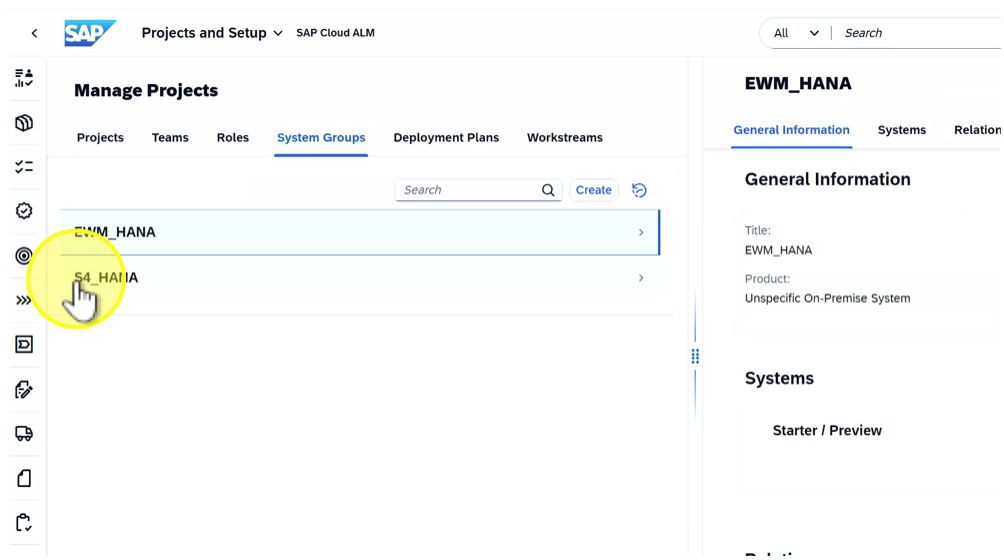 SAP Projects and Setup SAP Cloud ALM All Search
Manage Projects
Projects Teams Roles System Groups Deployment Plans Workstreams
Search Create
EWM_HANA
S4_HANA
EWM_HANA
General Information Systems Relation
General Information
Title:
EWM_HANA
Product:
Unspecific On-Premise System
Systems
Starter / Preview